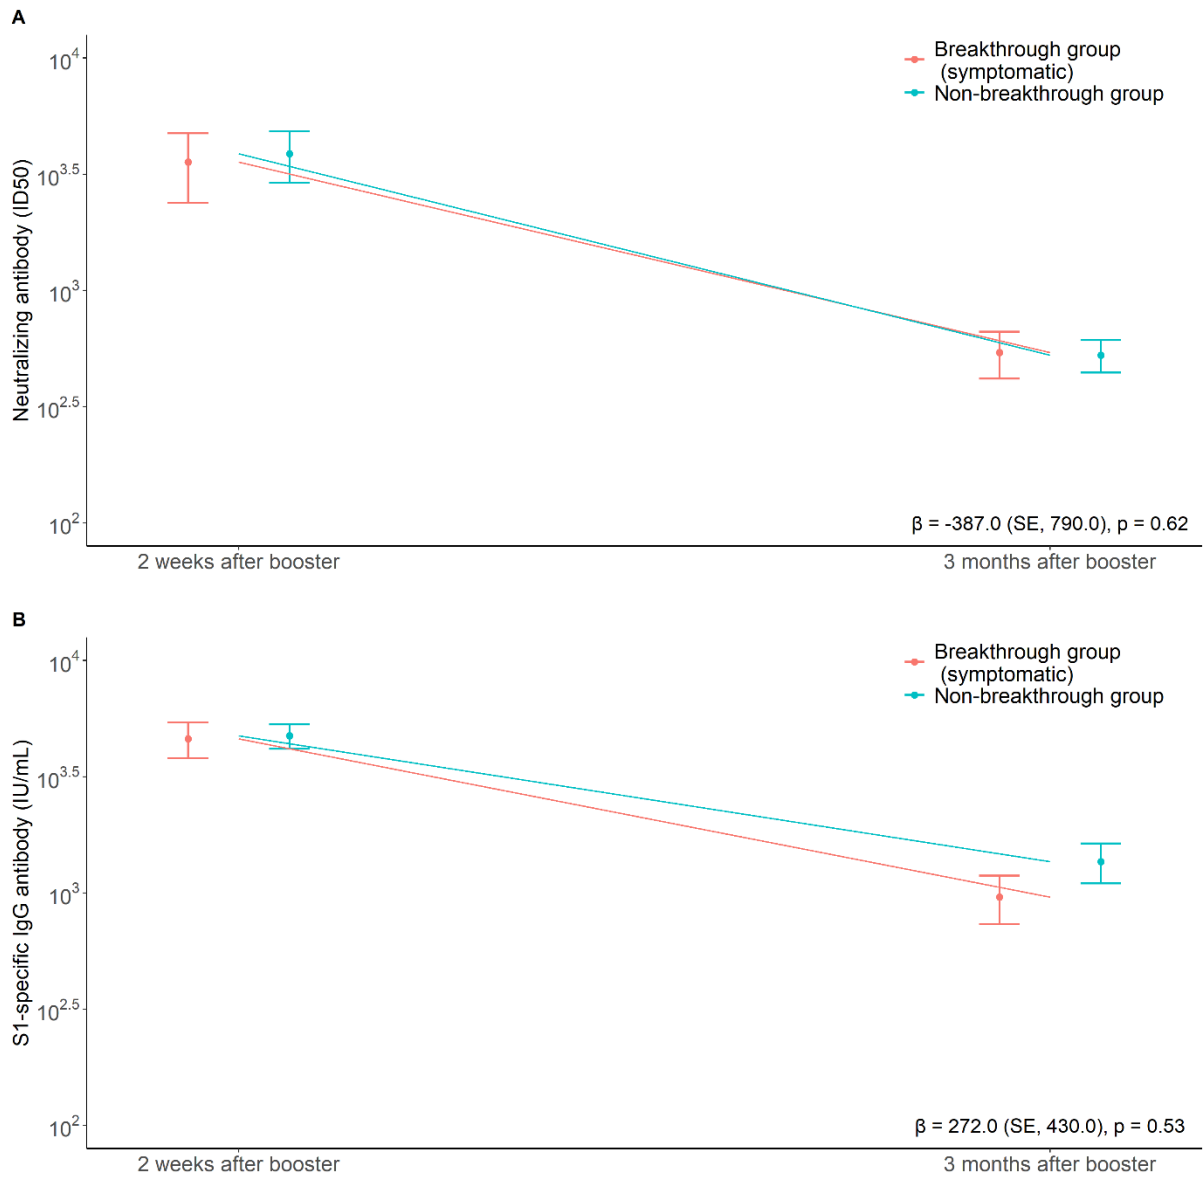 A
Neutralizing antibody (ID50)
10^4
10^3.5
10^3
10^2.5
10^2
Breakthrough group
(symptomatic)
Non-breakthrough group
β = -387.0 (SE, 790.0), p = 0.62
2 weeks after booster
3 months after booster
B
S1-specific IgG antibody (IU/mL)
10^4
10^3.5
10^3
10^2.5
10^2
Breakthrough group
(symptomatic)
Non-breakthrough group
β = 272.0 (SE, 430.0), p = 0.53
2 weeks after booster
3 months after booster